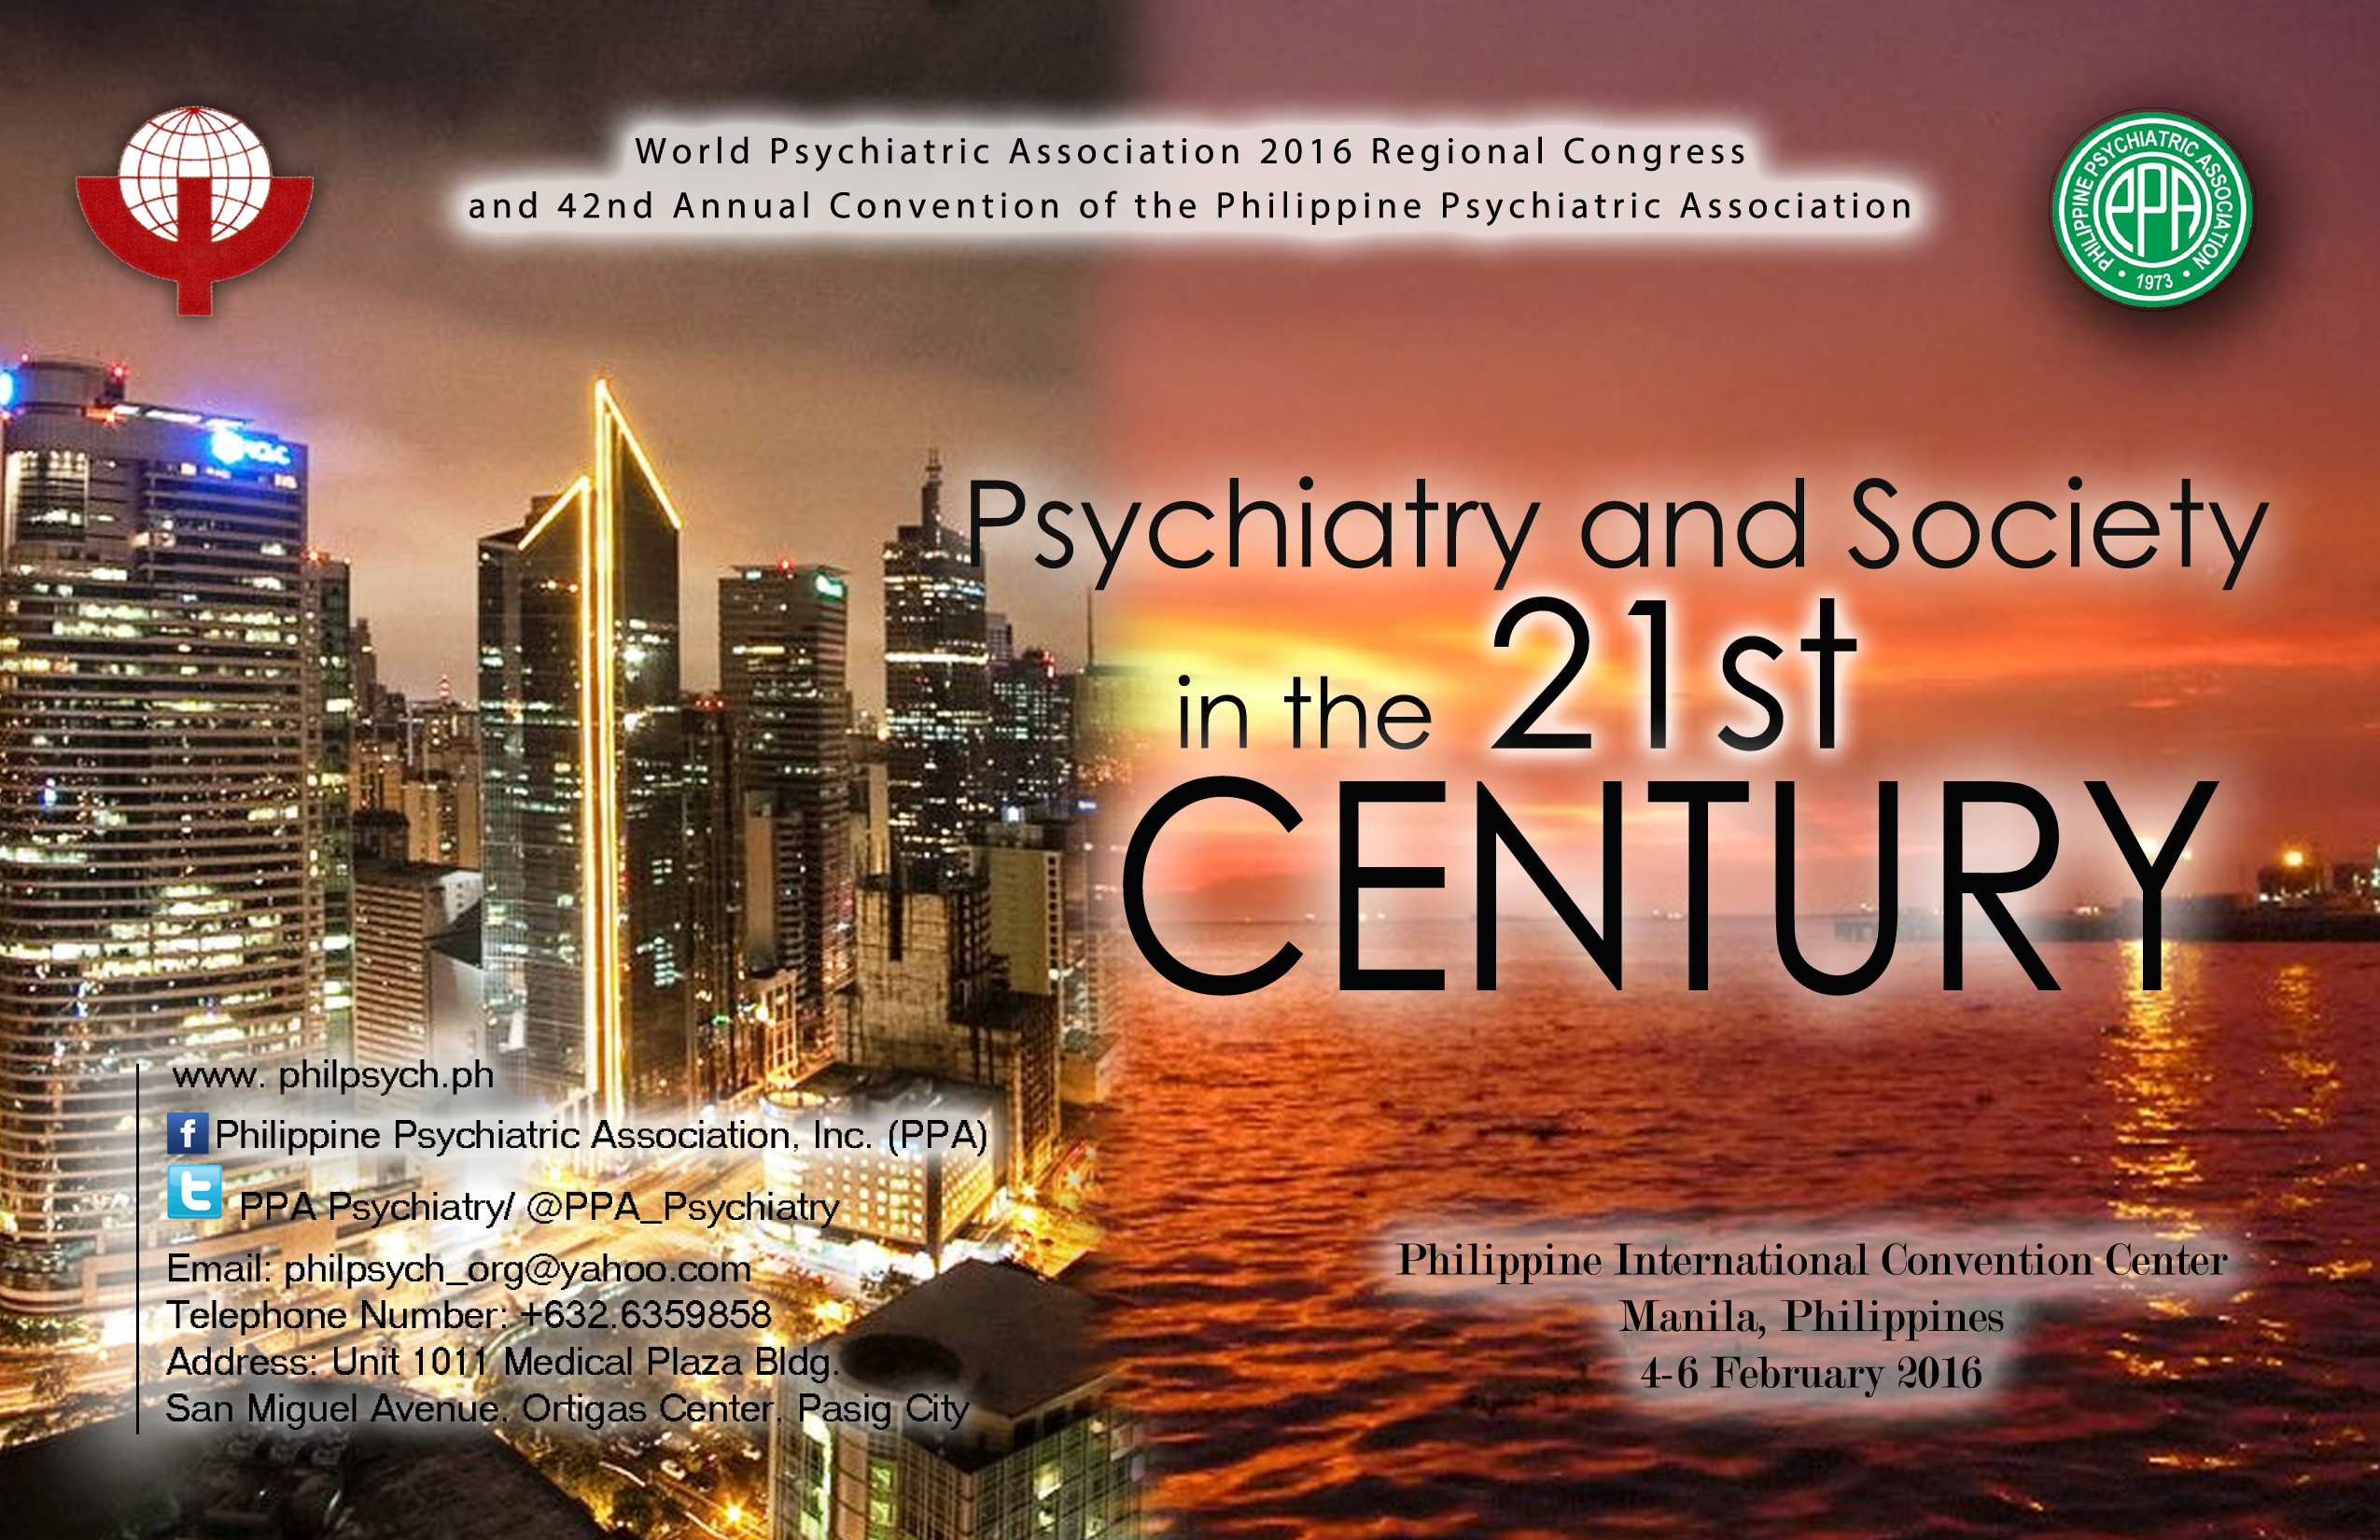 World Psychiatric Association 2016 Regional Congress
and 42nd Annual Convention of the Philippine Psychiatric Association
PHILIPPINE PSYCHIATRIC ASSOCIATION
PPA
• 1973 •
Psychiatry and Society
in the 21st
CENTURY
www. philpsych.ph
f Philippine Psychiatric Association, Inc. (PPA)
t PPA Psychiatry/ @PPA_Psychiatry
Email: philpsych_org@yahoo.com
Telephone Number: +632.6359858
Address: Unit 1011 Medical Plaza Bldg.
San Miguel Avenue. Ortigas Center, Pasig City
Philippine International Convention Center
Manila, Philippines
4-6 February 2016